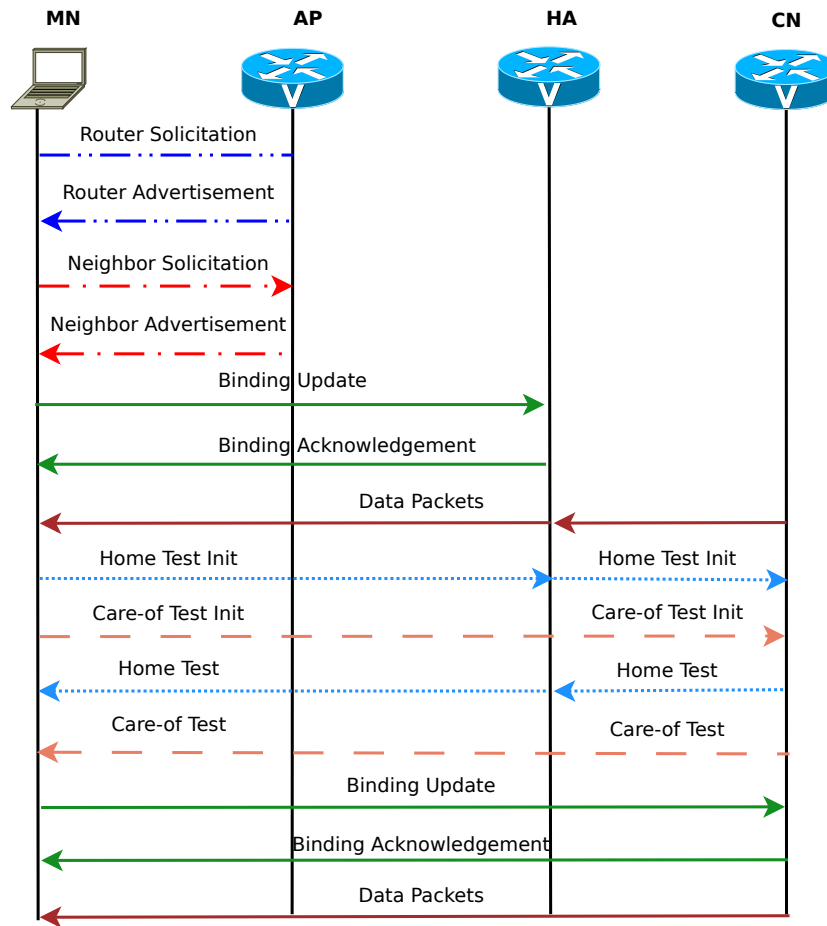 MN
AP
HA
CN
V
V
V
Router Solicitation
Router Advertisement
Neighbor Solicitation
Neighbor Advertisement
Binding Update
Binding Acknowledgement
Data Packets
Home Test Init
Home Test Init
Care-of Test Init
Care-of Test Init
Home Test
Home Test
Care-of Test
Care-of Test
Binding Update
Binding Acknowledgement
Data Packets